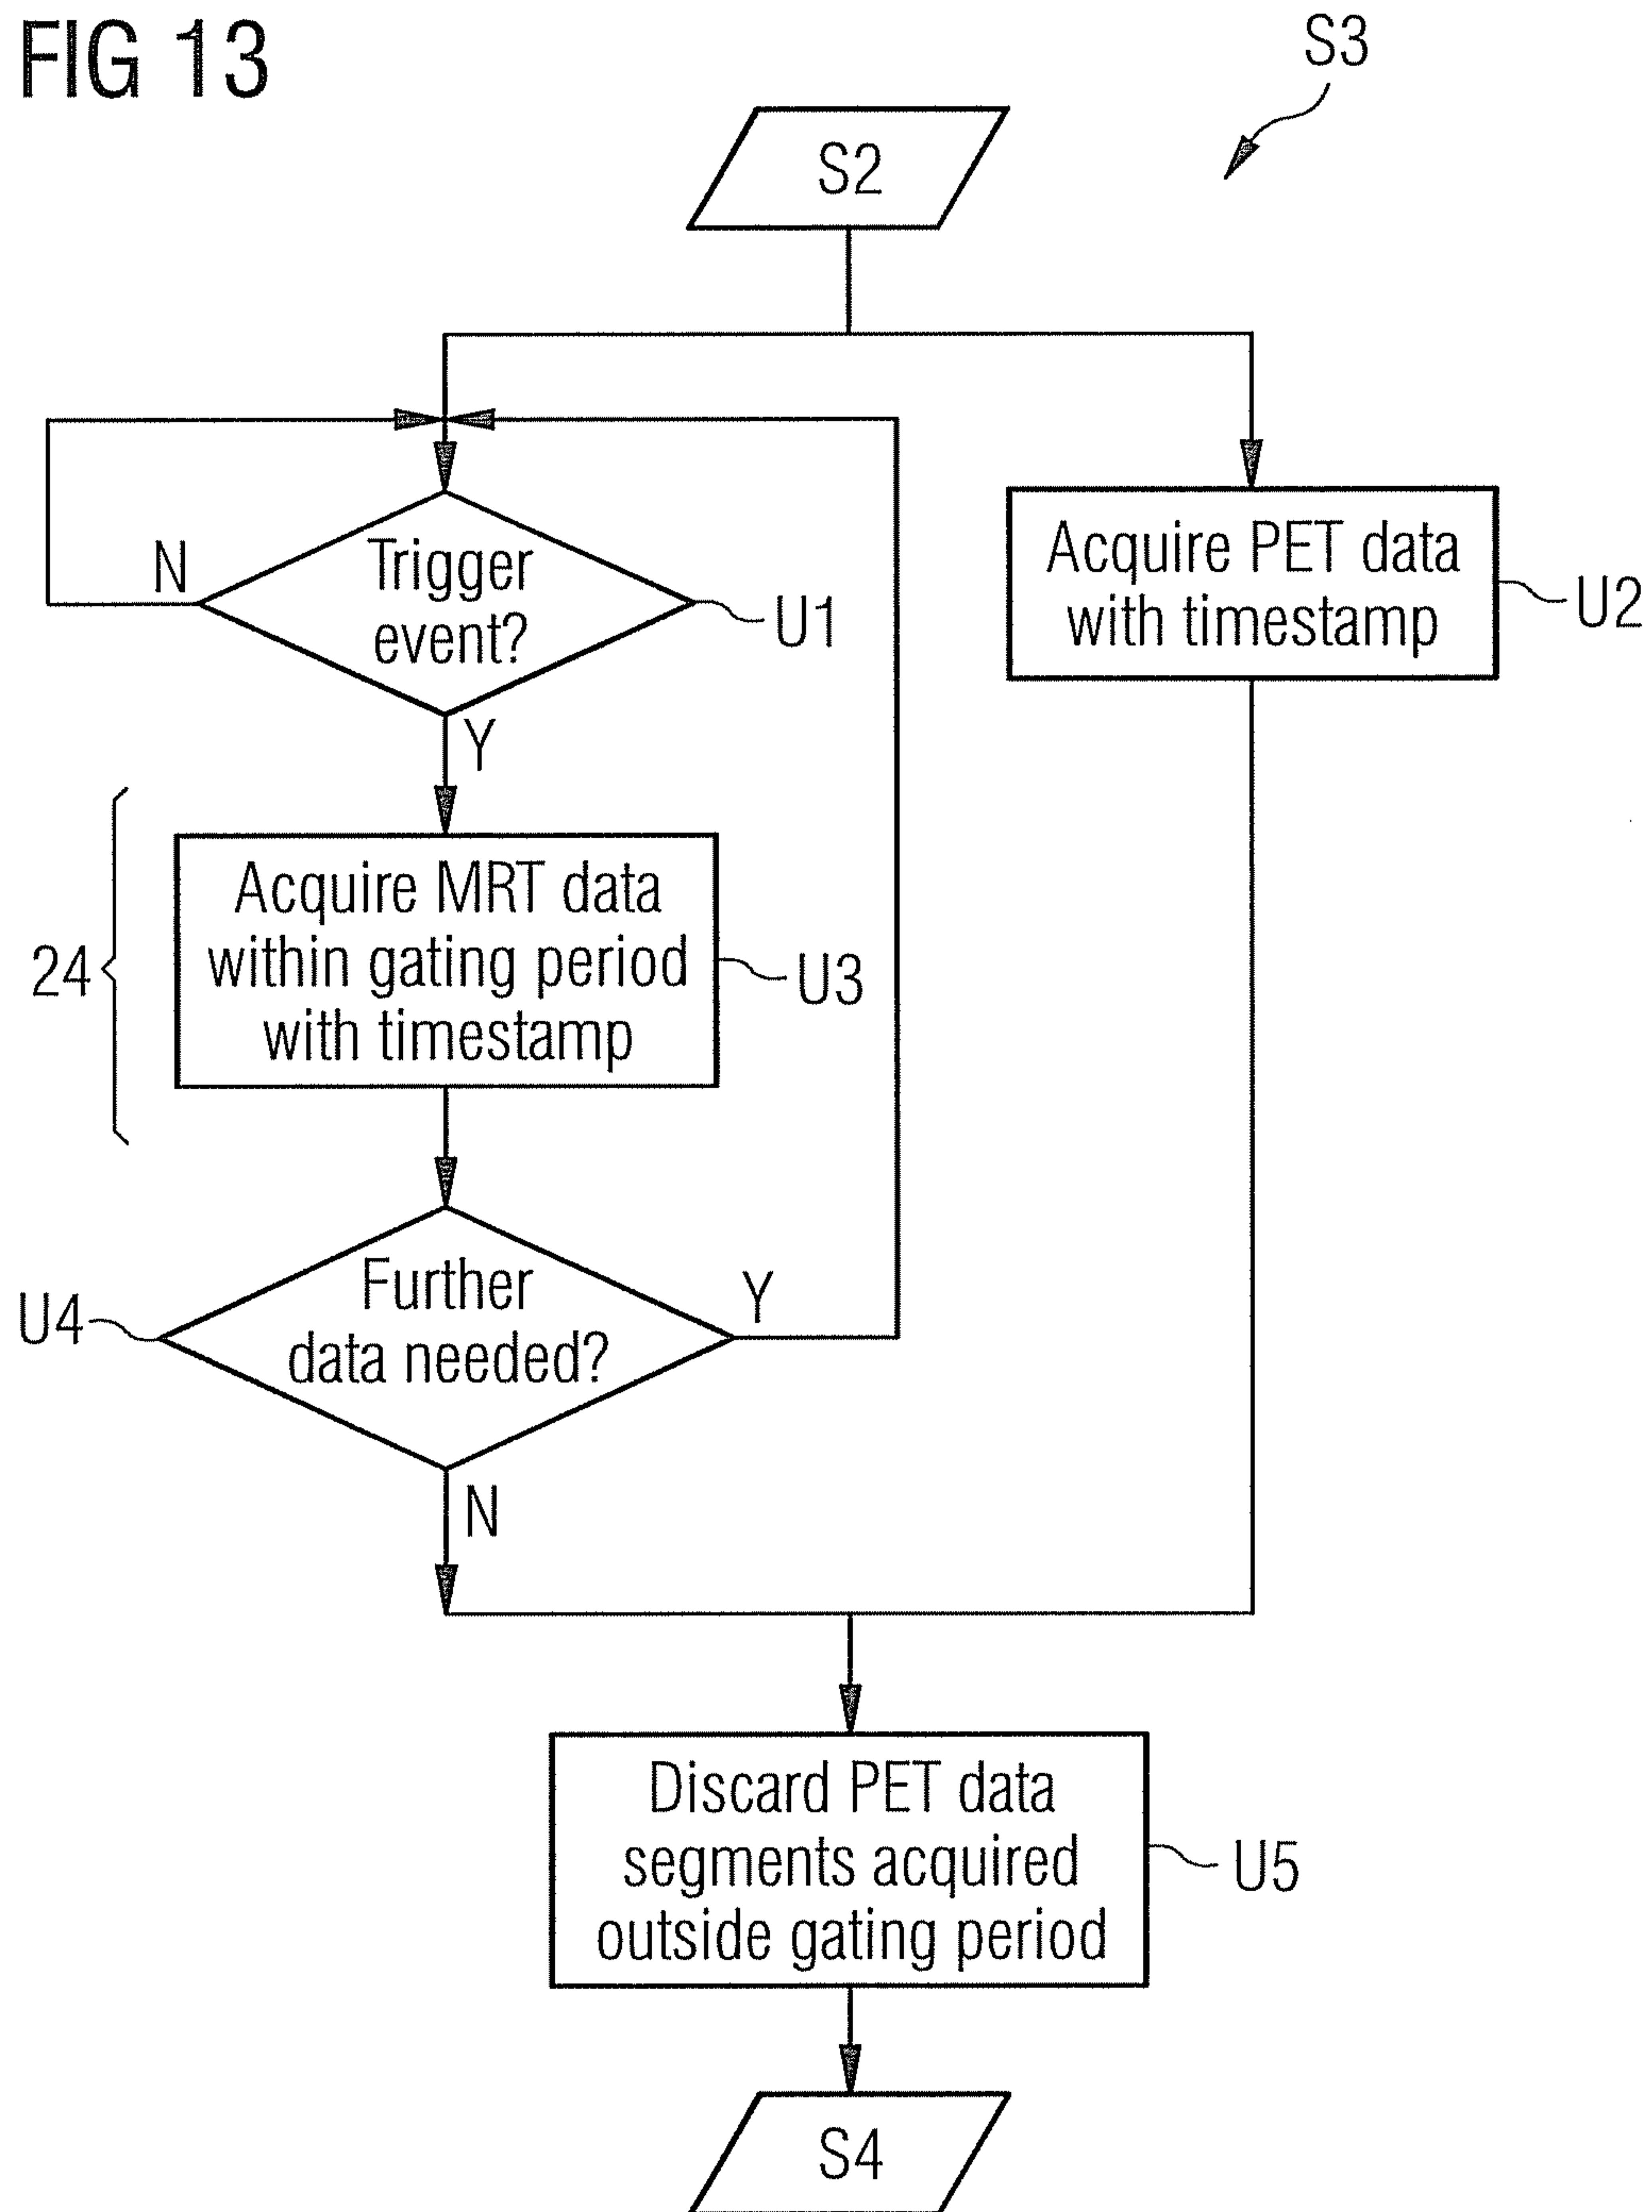 FIG 13
S3
S2
Trigger
event?
N
U1
Y
Acquire PET data
with timestamp
U2
24
Acquire MRT data
within gating period
with timestamp
U3
U4
Further
data needed?
Y
N
Discard PET data
segments acquired
outside gating period
U5
S4